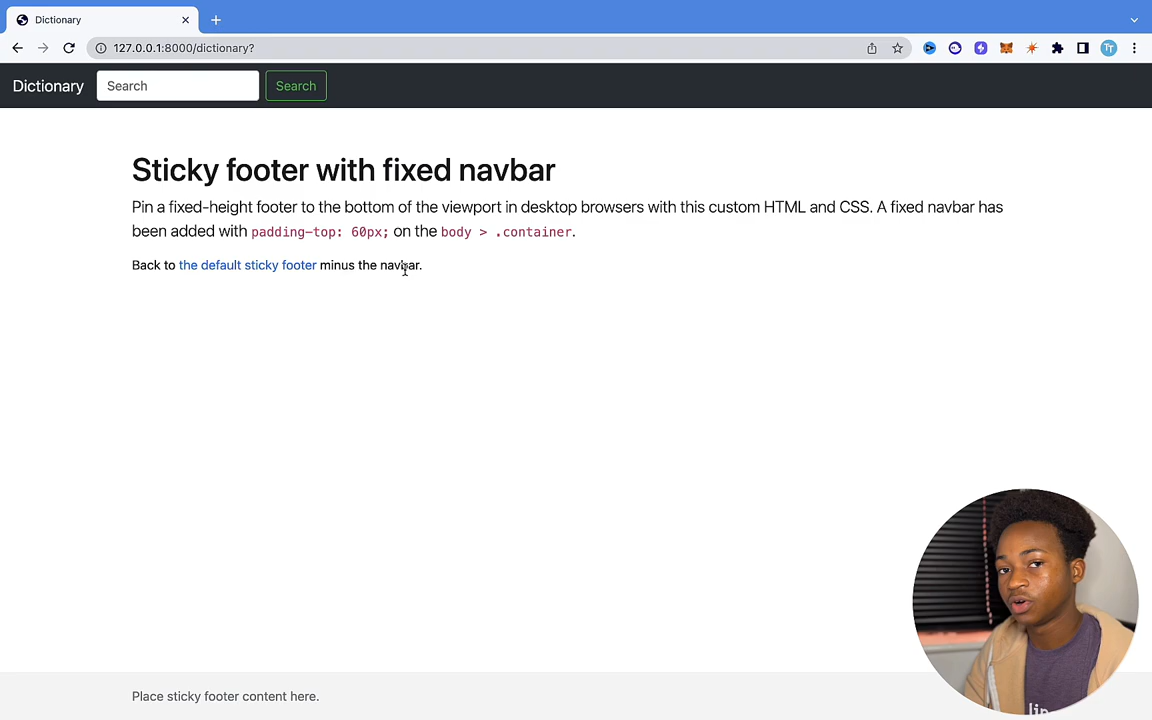 Dictionary
127.0.0.1:8000/dictionary?
TT
Dictionary Search Search
Sticky footer with fixed navbar
Pin a fixed-height footer to the bottom of the viewport in desktop browsers with this custom HTML and CSS. A fixed navbar has
been added with padding-top: 60px; on the body > .container.
Back to the default sticky footer minus the navbar.
Place sticky footer content here.